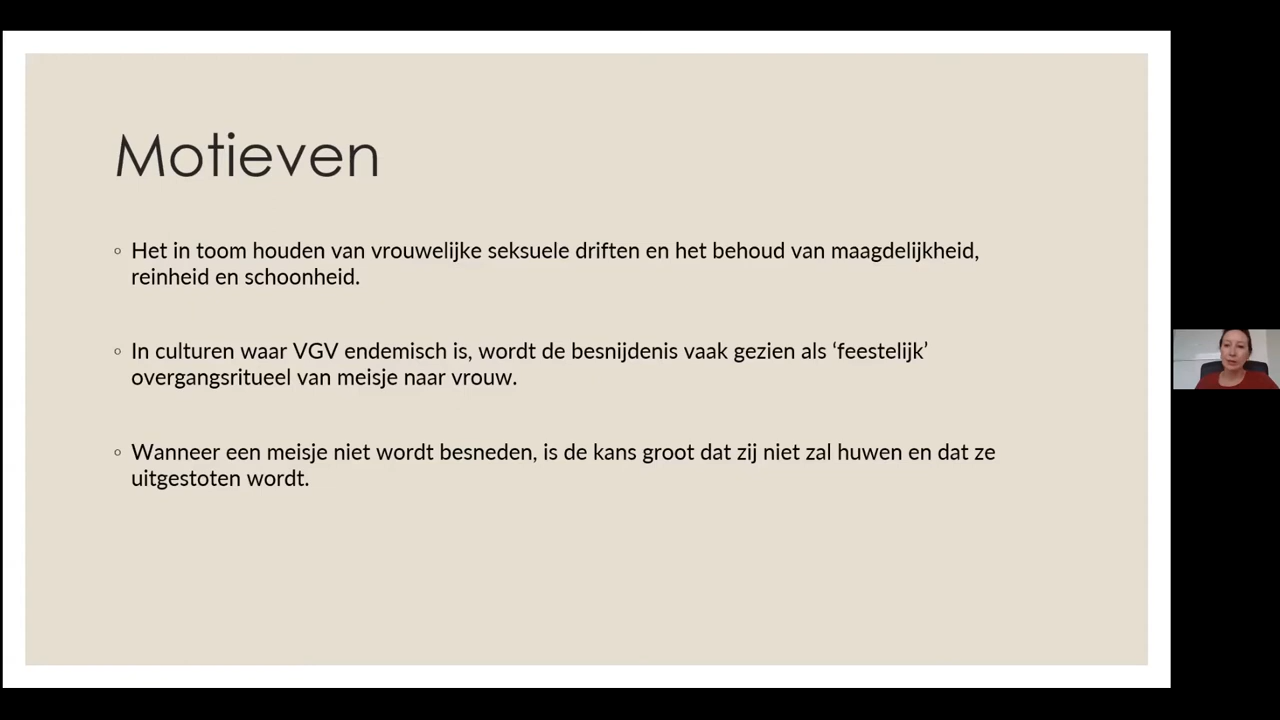 Motieven
◦ Het in toom houden van vrouwelijke seksuele driften en het behoud van maagdelijkheid,
reinheid en schoonheid.
◦ In culturen waar VGV endemisch is, wordt de besnijdenis vaak gezien als ‘feestelijk’
overgangsritueel van meisje naar vrouw.
◦ Wanneer een meisje niet wordt besneden, is de kans groot dat zij niet zal huwen en dat ze
uitgestoten wordt.